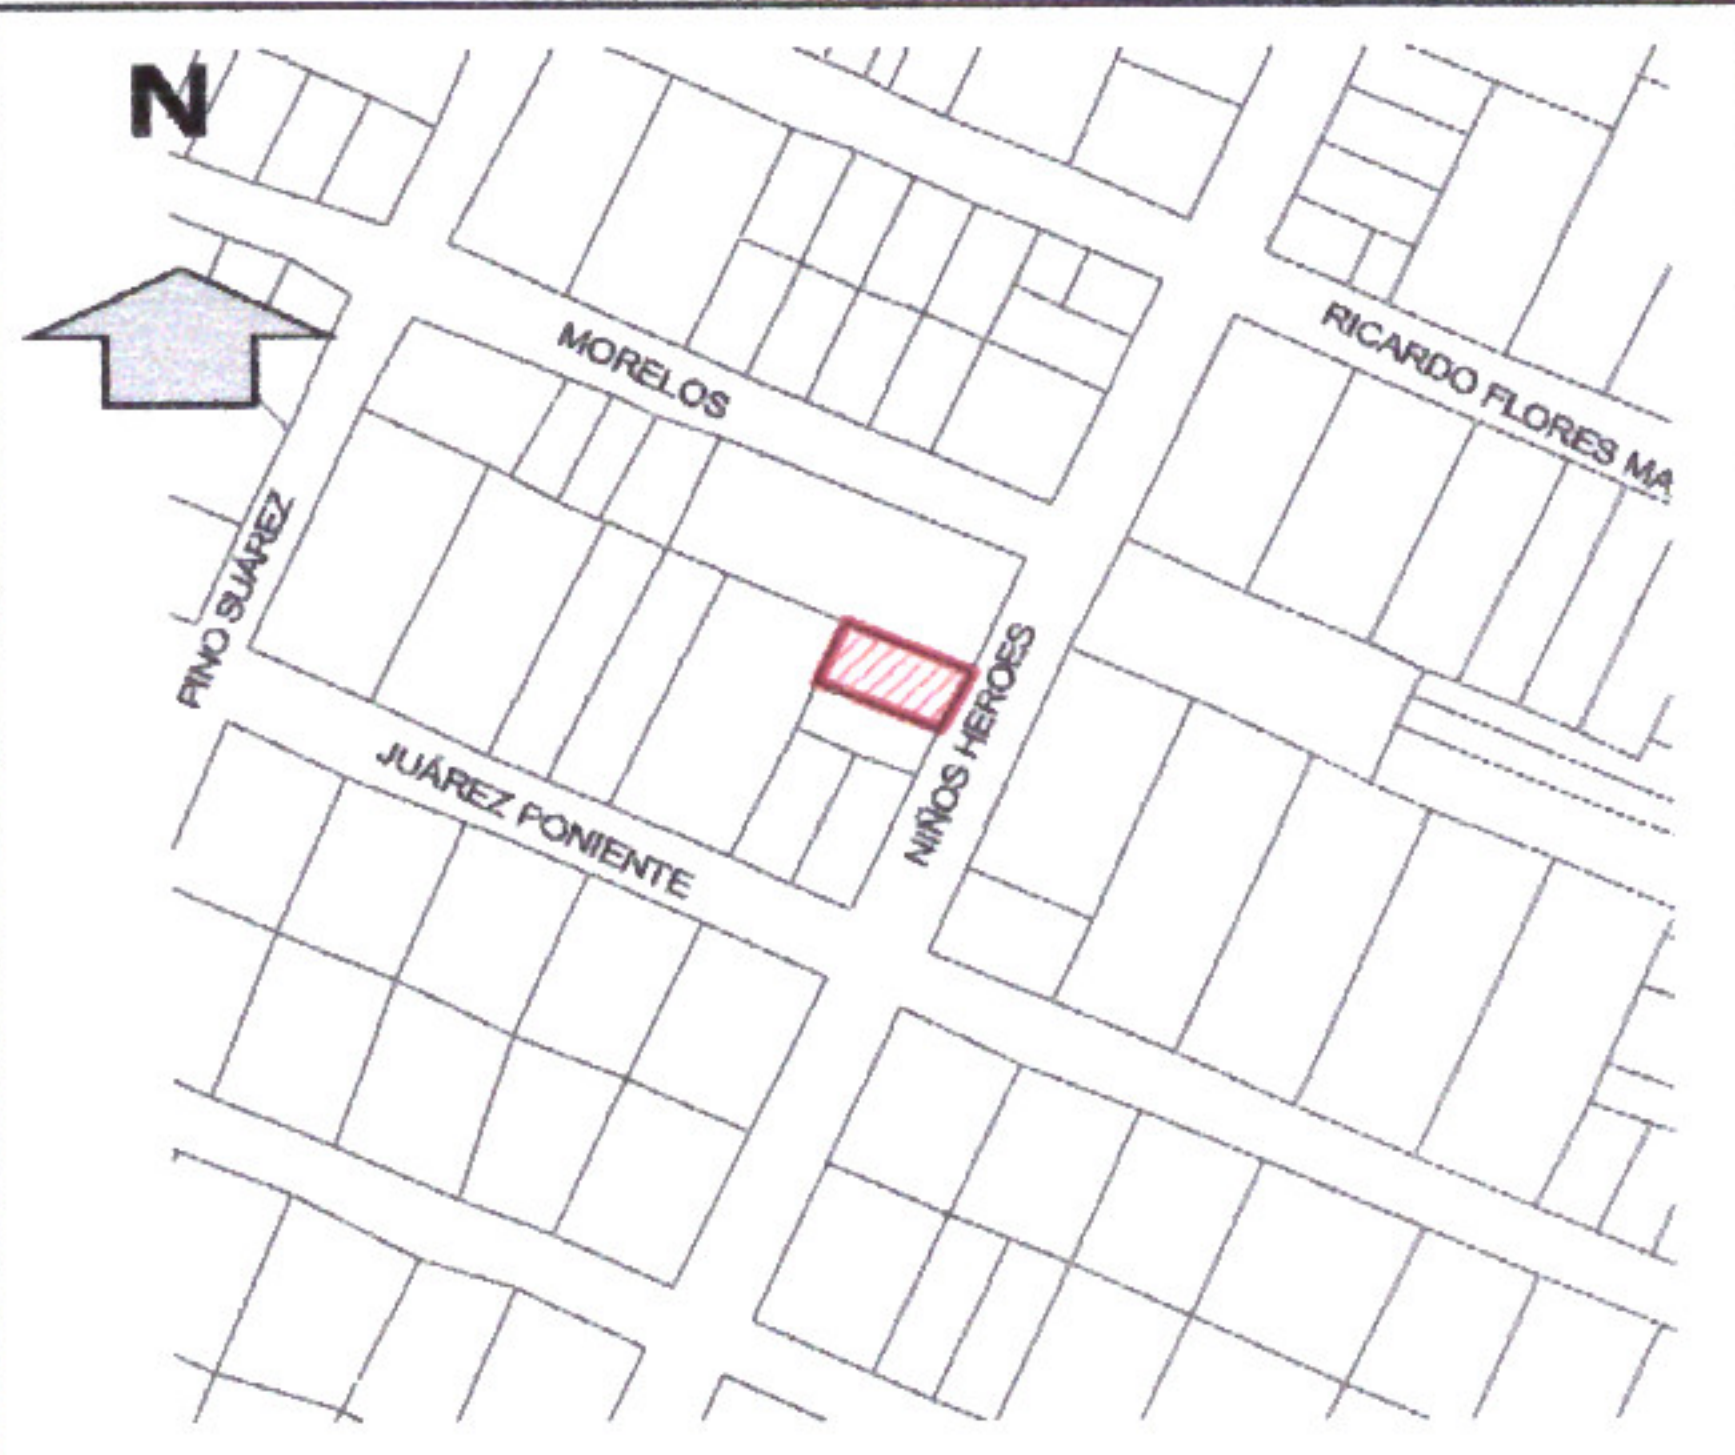 N
MORELOS
RICARDO FLORES MA
PINO SUÁREZ
NIÑOS HEROES
JUÁREZ PONIENTE